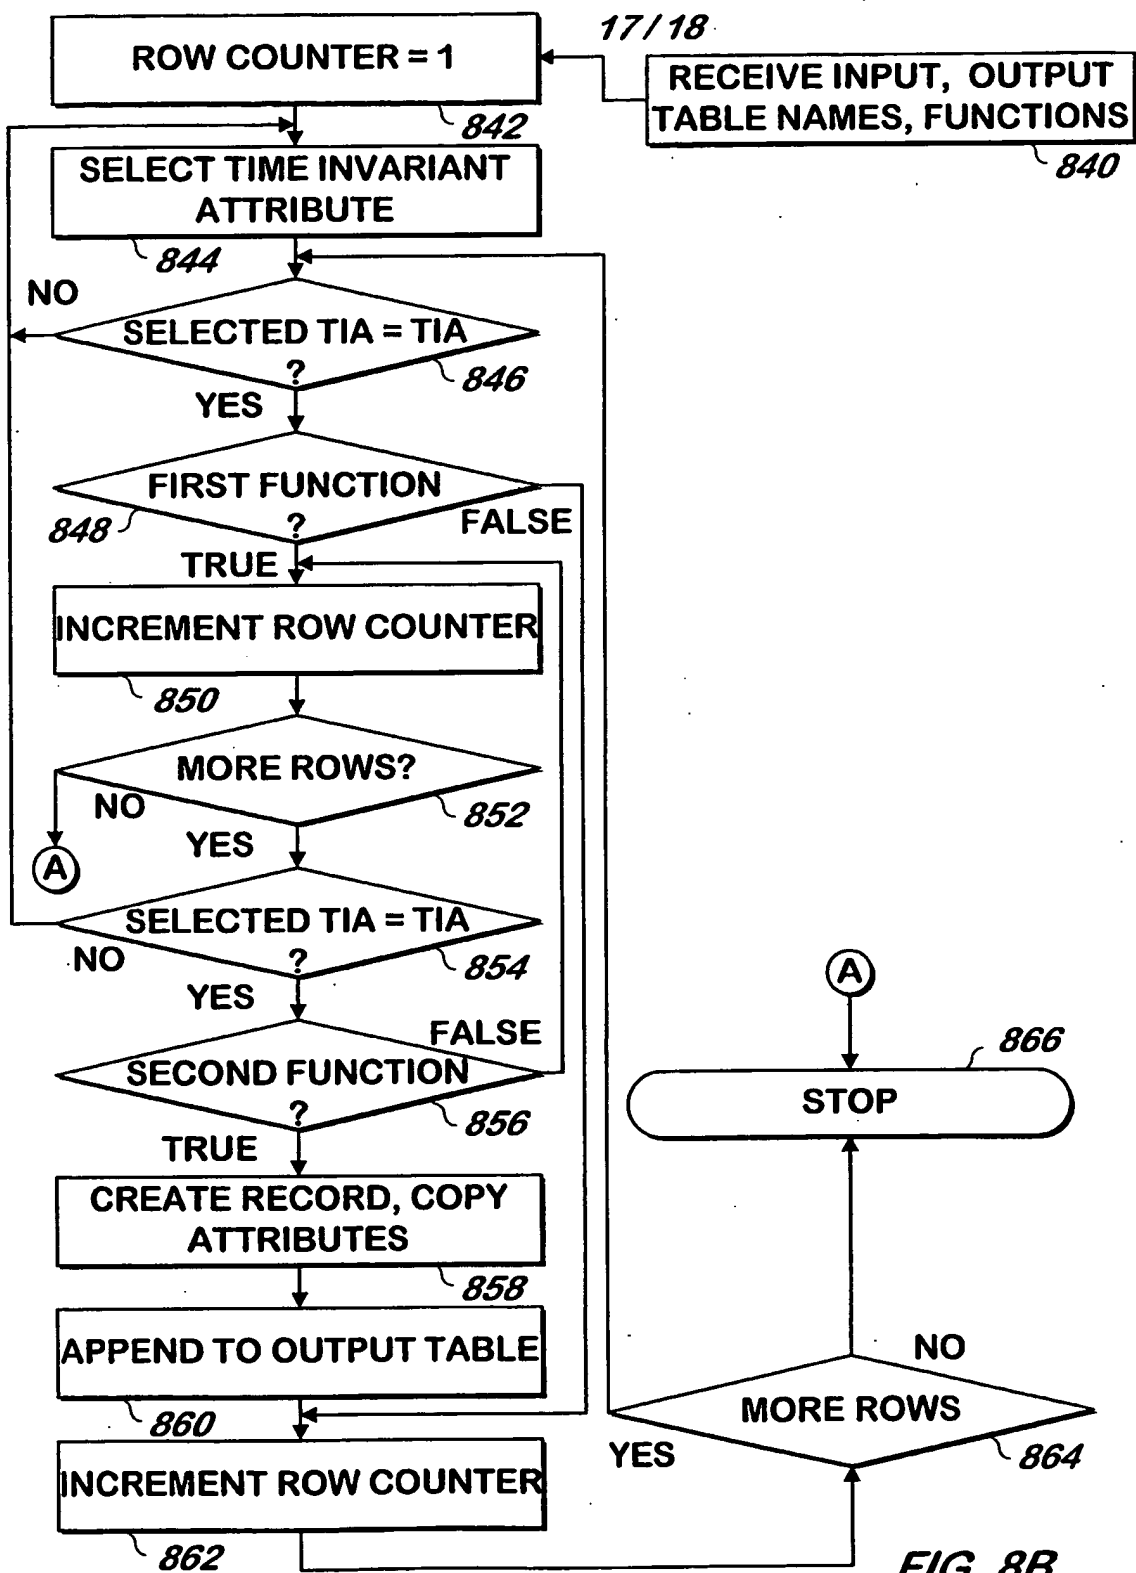 17/18
ROW COUNTER = 1
842
RECEIVE INPUT, OUTPUT
TABLE NAMES, FUNCTIONS
840
SELECT TIME INVARIANT
ATTRIBUTE
844
NO
SELECTED TIA = TIA
?
846
YES
FIRST FUNCTION
?
848
FALSE
TRUE
INCREMENT ROW COUNTER
850
MORE ROWS?
852
NO
YES
A
SELECTED TIA = TIA
?
854
NO
YES
SECOND FUNCTION
?
856
FALSE
TRUE
CREATE RECORD, COPY
ATTRIBUTES
858
APPEND TO OUTPUT TABLE
860
INCREMENT ROW COUNTER
862
A
866
STOP
NO
MORE ROWS
YES
864
FIG. 8B